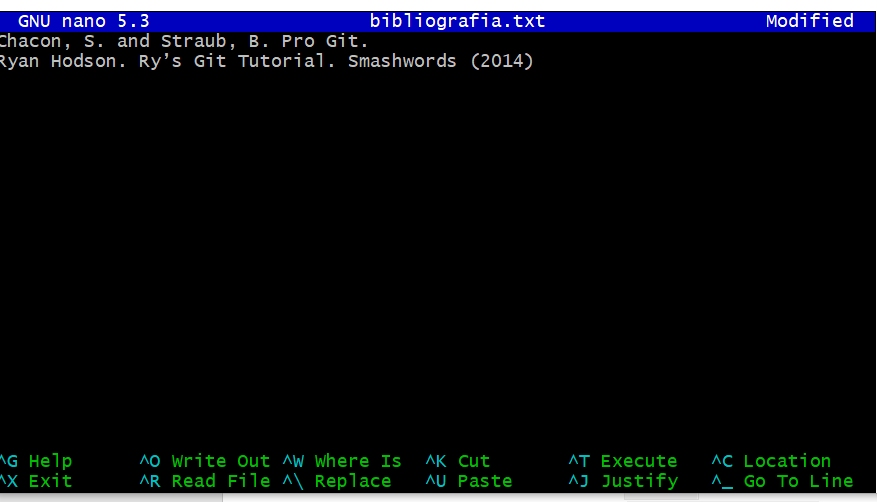 GNU nano 5.3 bibliografia.txt Modified
Chacon, S. and Straub, B. Pro Git.
Ryan Hodson. Ry’s Git Tutorial. Smashwords (2014)
^G Help ^O Write Out ^W Where Is ^K Cut ^T Execute ^C Location
^X Exit ^R Read File ^\ Replace ^U Paste ^J Justify ^_ Go To Line